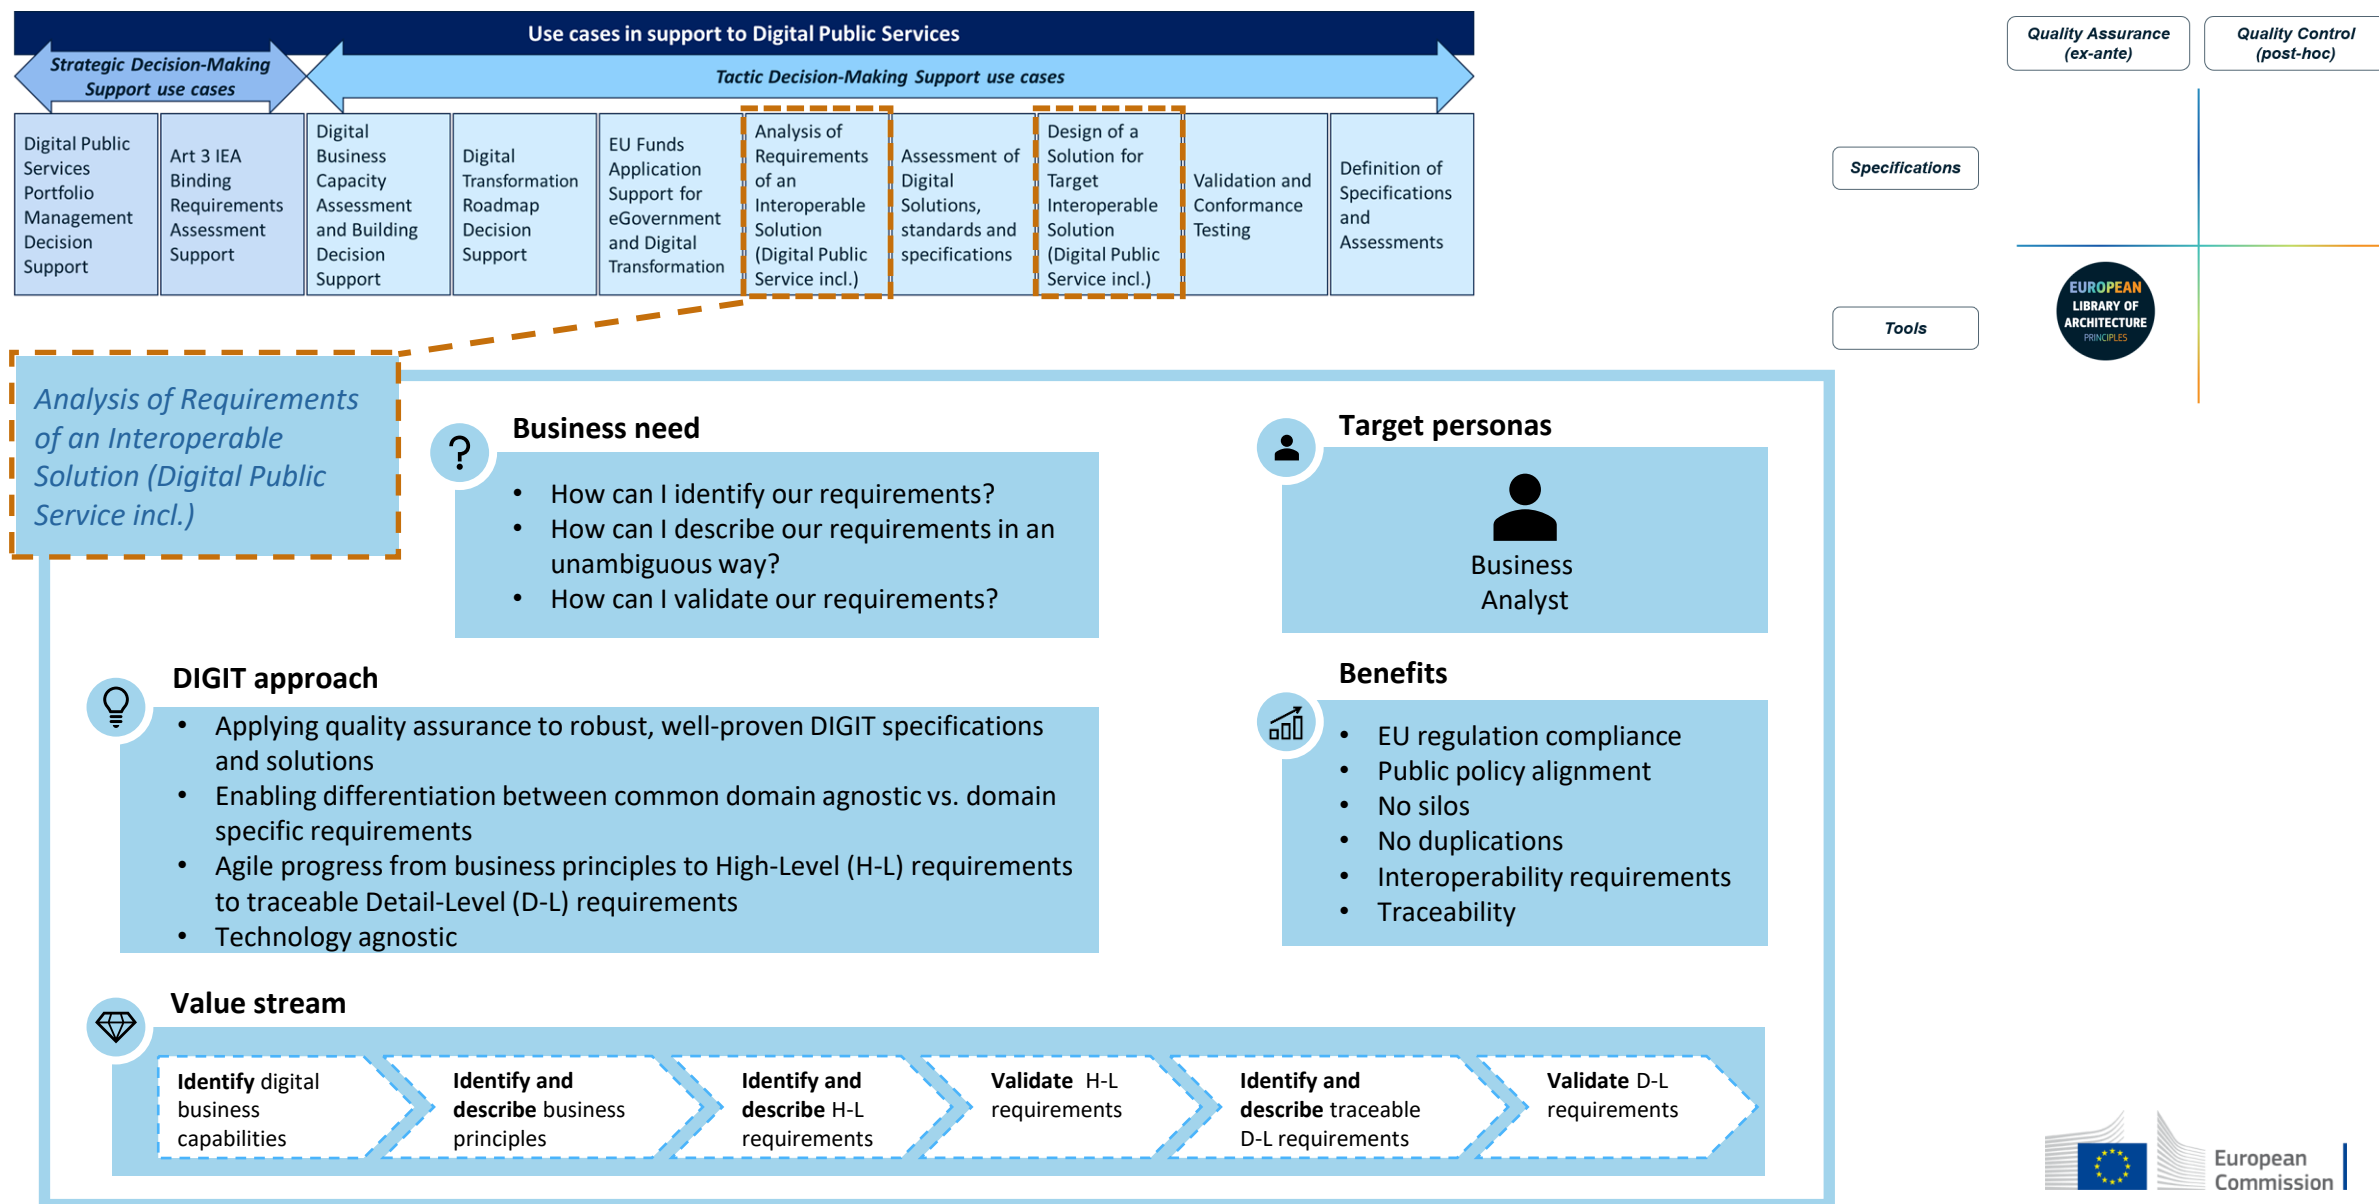 Use cases in support to Digital Public Services
Strategic Decision-Making
Support use cases
Tactic Decision-Making Support use cases
Digital Public
Services
Portfolio
Management
Decision
Support
Art 3 IEA
Binding
Requirements
Assessment
Support
Digital
Business
Capacity
Assessment
and Building
Decision
Support
Digital
Transformation
Roadmap
Decision
Support
EU Funds
Application
Support for
eGovernment
and Digital
Transformation
Analysis of
Requirements
of an
Interoperable
Solution
(Digital Public
Service incl.)
Assessment of
Digital
Solutions,
standards and
specifications
Design of a
Solution for
Target
Interoperable
Solution
(Digital Public
Service incl.)
Validation and
Conformance
Testing
Definition of
Specifications
and
Assessments
Quality Assurance
(ex-ante)
Quality Control
(post-hoc)
Specifications
Tools
EUROPEAN
LIBRARY OF
ARCHITECTURE
PRINCIPLES
Analysis of Requirements
of an Interoperable
Solution (Digital Public
Service incl.)
?
Business need
• How can I identify our requirements?
• How can I describe our requirements in an
unambiguous way?
• How can I validate our requirements?
Target personas
Business
Analyst
DIGIT approach
• Applying quality assurance to robust, well-proven DIGIT specifications
and solutions
• Enabling differentiation between common domain agnostic vs. domain
specific requirements
• Agile progress from business principles to High-Level (H-L) requirements
to traceable Detail-Level (D-L) requirements
• Technology agnostic
Benefits
• EU regulation compliance
• Public policy alignment
• No silos
• No duplications
• Interoperability requirements
• Traceability
Value stream
Identify digital
business
capabilities
Identify and
describe business
principles
Identify and
describe H-L
requirements
Validate H-L
requirements
Identify and
describe traceable
D-L requirements
Validate D-L
requirements
European
Commission